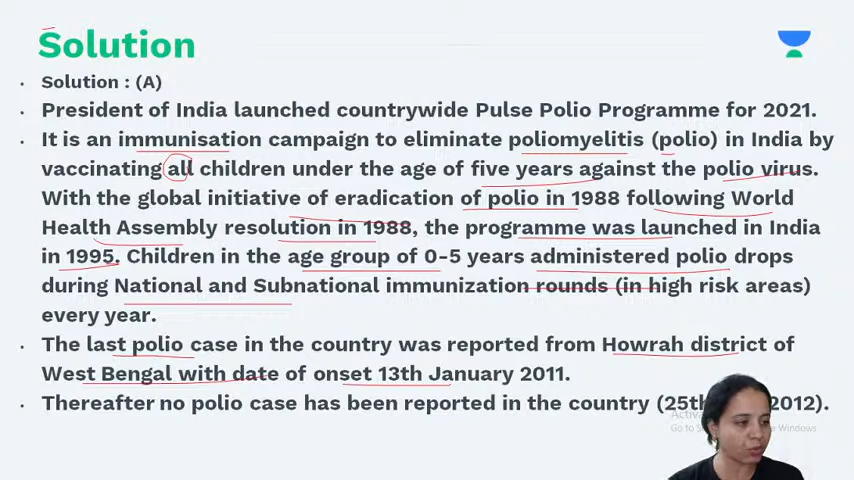 Solution
Solution : (A)
President of India launched countrywide Pulse Polio Programme for 2021.
It is an immunisation campaign to eliminate poliomyelitis (polio) in India by
vaccinating all children under the age of five years against the polio virus.
With the global initiative of eradication of polio in 1988 following World
Health Assembly resolution in 1988, the programme was launched in India
in 1995. Children in the age group of 0-5 years administered polio drops
during National and Subnational immunization rounds (in high risk areas)
every year.
The last polio case in the country was reported from Howrah district of
West Bengal with date of onset 13th January 2011.
Thereafter no polio case has been reported in the country (25th 2012).
Windows